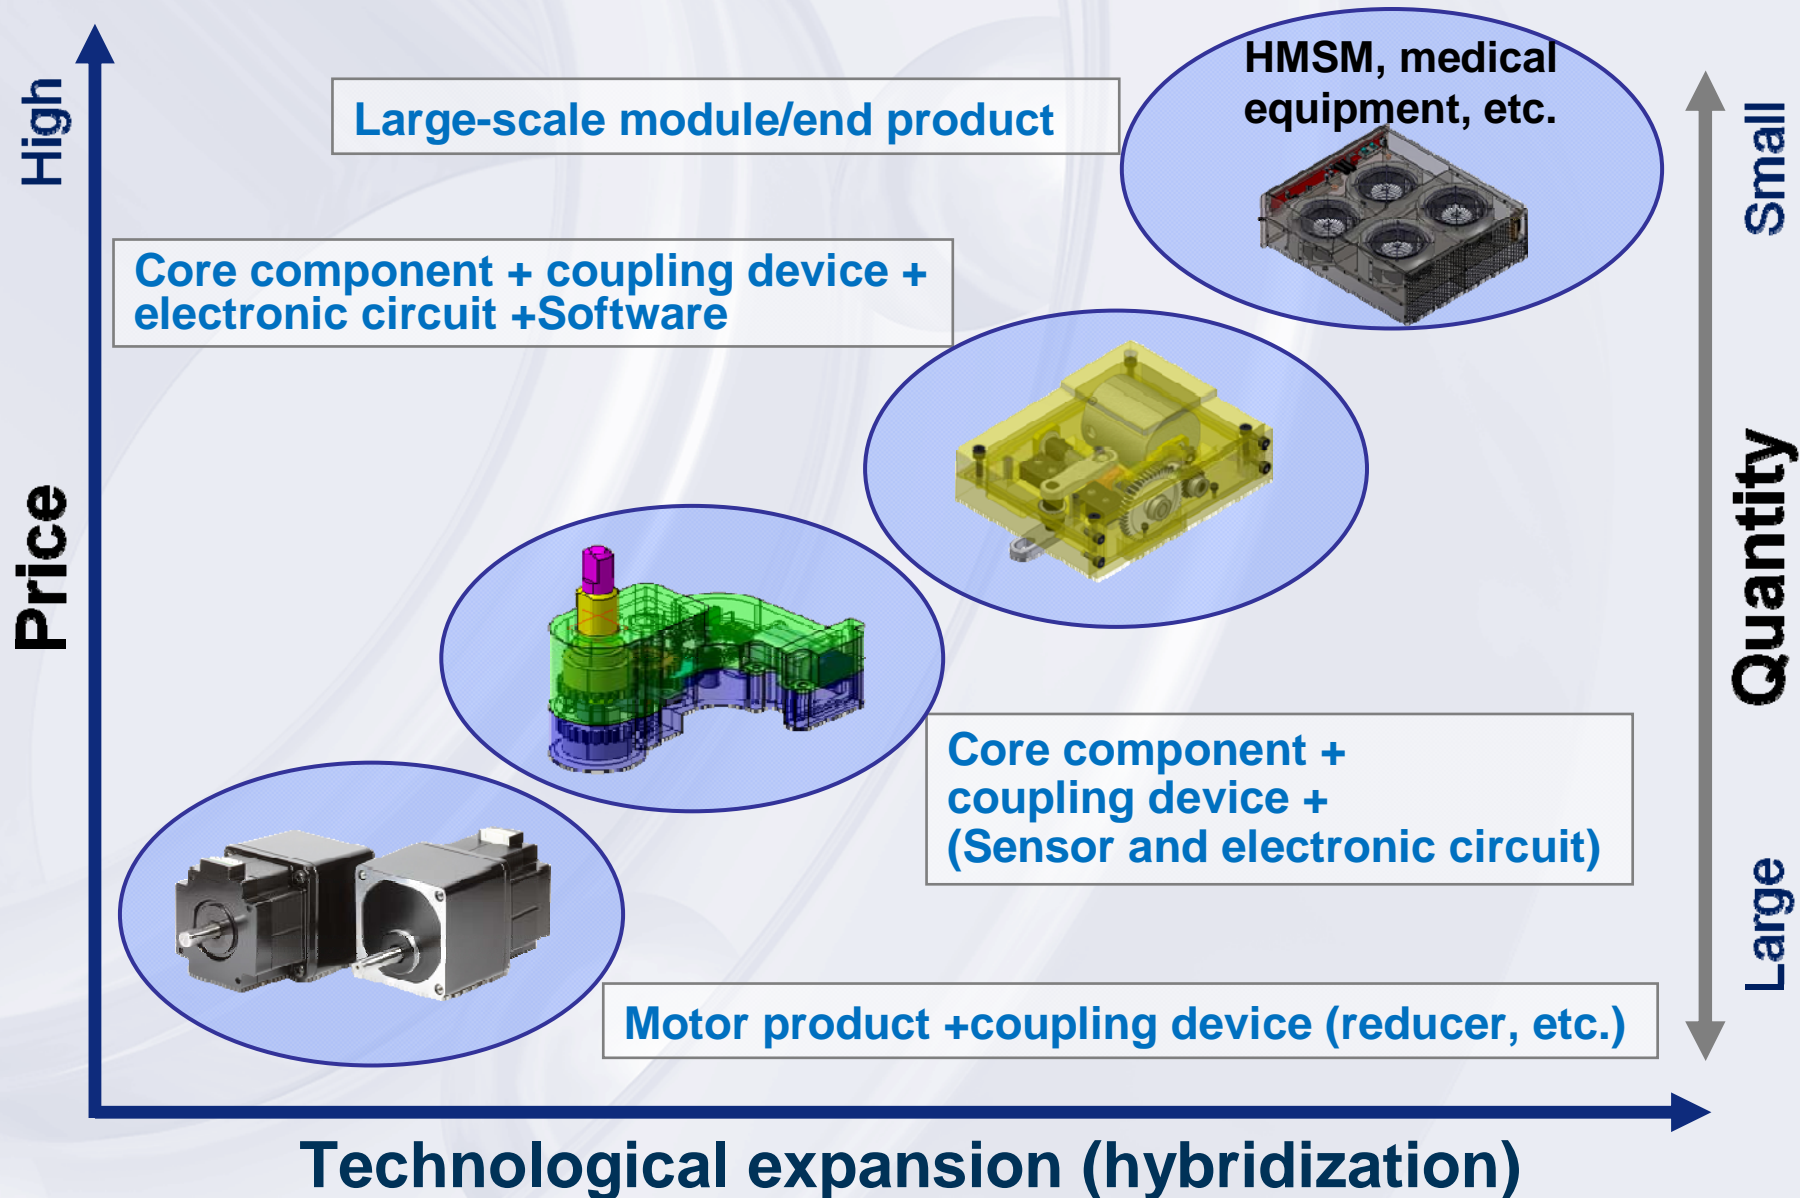 HMSM, medical
equipment, etc.
High
Large-scale module/end product
Small
Core component + coupling device +
electronic circuit +Software
Price
Quantity
Core component +
coupling device +
(Sensor and electronic circuit)
Large
Motor product +coupling device (reducer, etc.)
Technological expansion (hybridization)